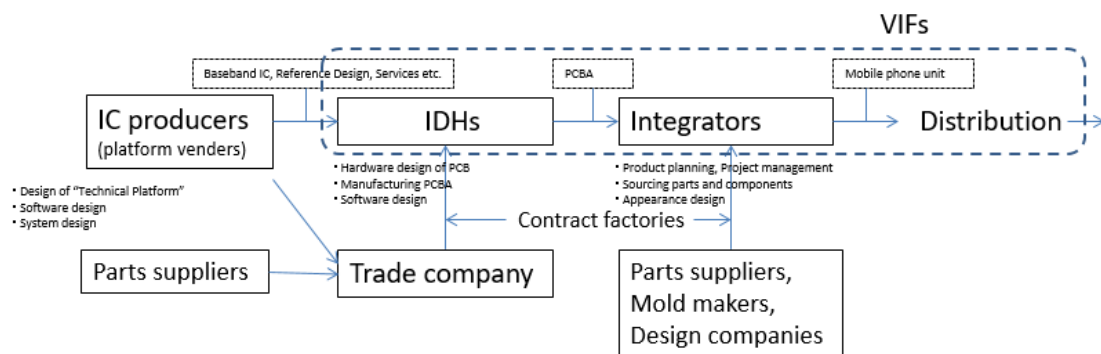 VIFs
Baseband IC, Reference Design, Services etc.
PCBA
Mobile phone unit
IC producers
(platform venders)
IDHs
Integrators
Distribution
• Design of “Technical Platform”
• Software design
• System design
• Hardware design of PCB
• Manufacturing PCBA
• Software design
• Product planning, Project management
• Sourcing parts and components
• Appearance design
Contract factories
Parts suppliers
Trade company
Parts suppliers,
Mold makers,
Design companies